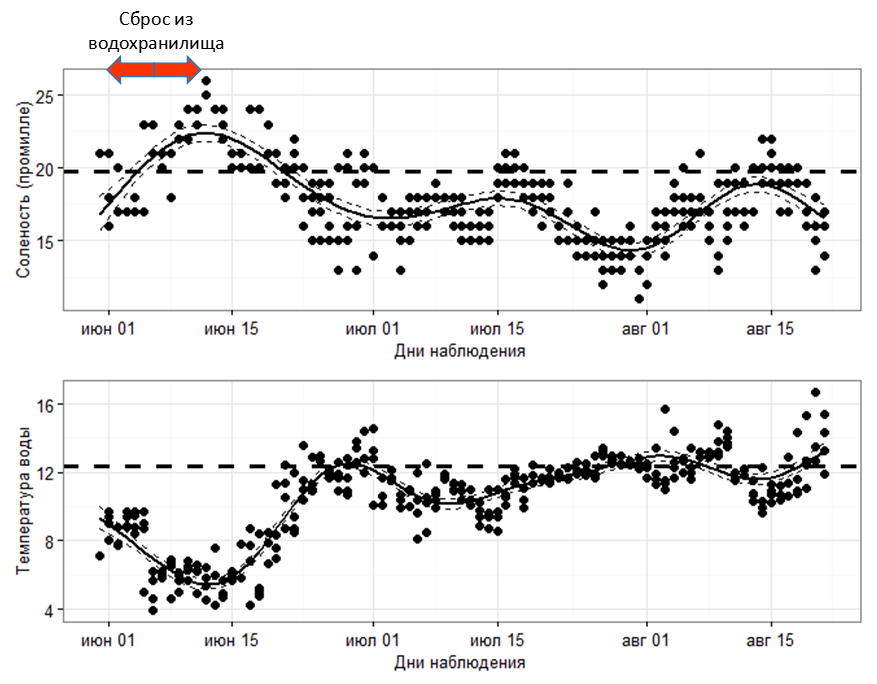 Сброс из
водохранилища
Соленость (промилле)
25
20
15
июн 01 июн 15 июл 01 июл 15 авг 01 авг 15
Дни наблюдения
Температура воды
16
12
8
4
июн 01 июн 15 июл 01 июл 15 авг 01 авг 15
Дни наблюдения